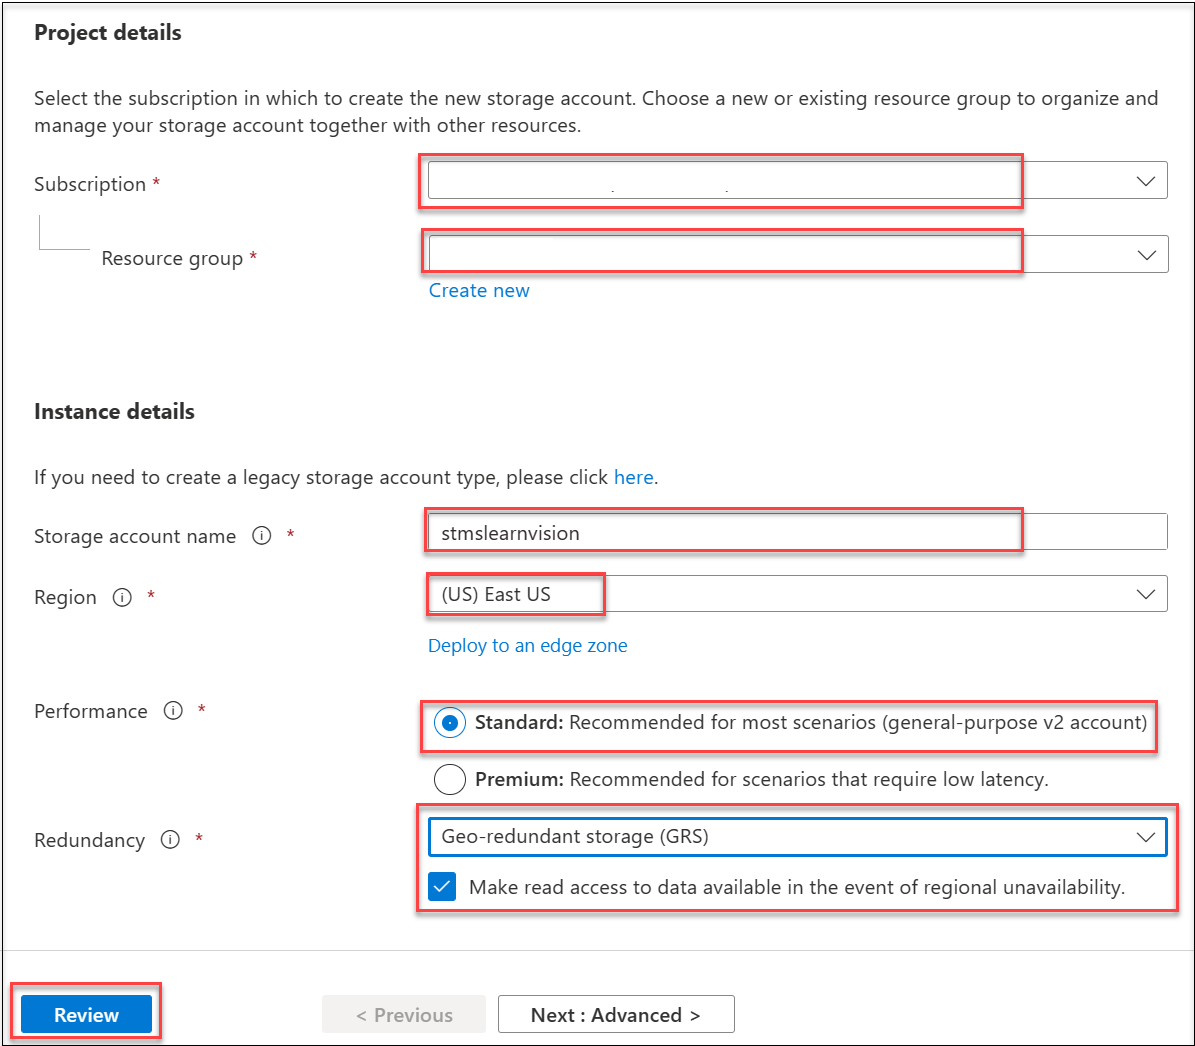 Project details
Select the subscription in which to create the new storage account. Choose a new or existing resource group to organize and
manage your storage account together with other resources.
Subscription *
Resource group *
Create new
Instance details
If you need to create a legacy storage account type, please click here.
Storage account name ⓘ * stmslearnvision
Region ⓘ * (US) East US
Deploy to an edge zone
Performance ⓘ * Standard: Recommended for most scenarios (general-purpose v2 account)
Premium: Recommended for scenarios that require low latency.
Redundancy ⓘ * Geo-redundant storage (GRS)
Make read access to data available in the event of regional unavailability.
Review < Previous Next : Advanced >